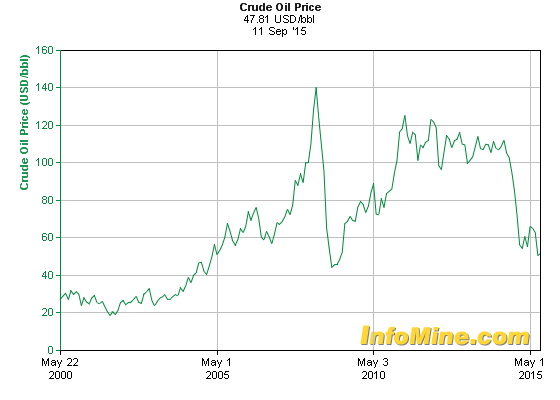 Crude Oil Price
47.81 USD/bbl
11 Sep '15
Crude Oil Price (USD/bbl)
160
140
120
100
80
60
40
20
0
InfoMine.com
May 22
2000
May 1
2005
May 3
2010
May 1
2015